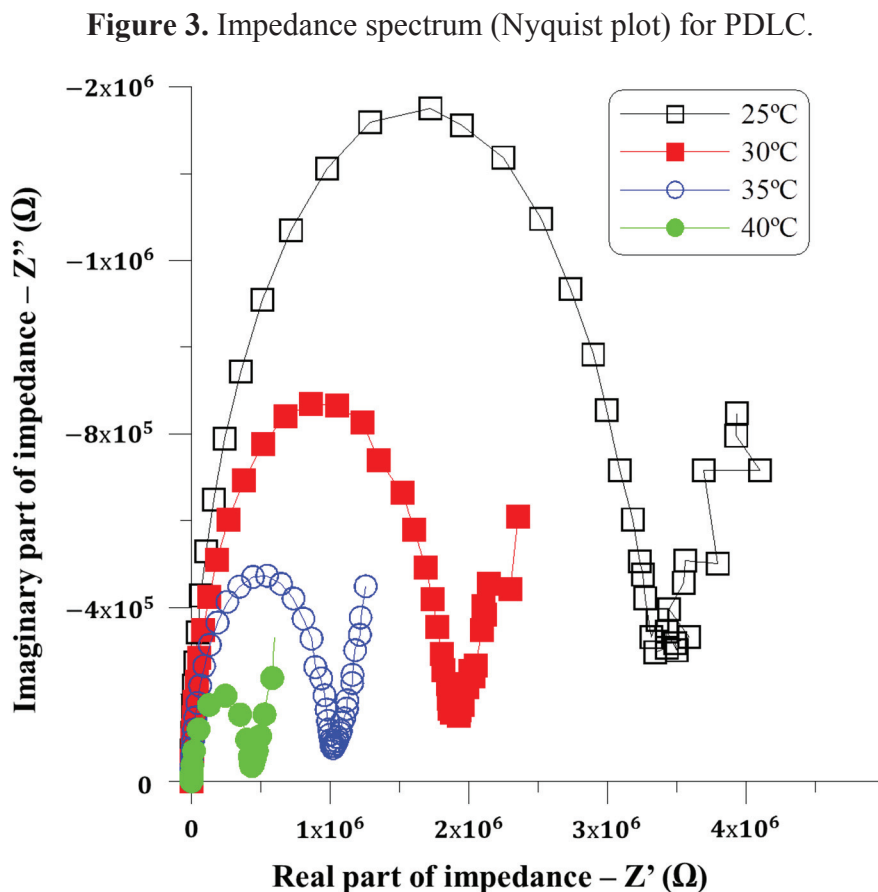 Figure 3. Impedance spectrum (Nyquist plot) for PDLC.
−2x10⁶
−1x10⁶
−8x10⁵
−4x10⁵
0
Imaginary part of impedance – Z” (Ω)
25ºC
30ºC
35ºC
40ºC
0
1x10⁶
2x10⁶
3x10⁶
4x10⁶
Real part of impedance – Z’ (Ω)